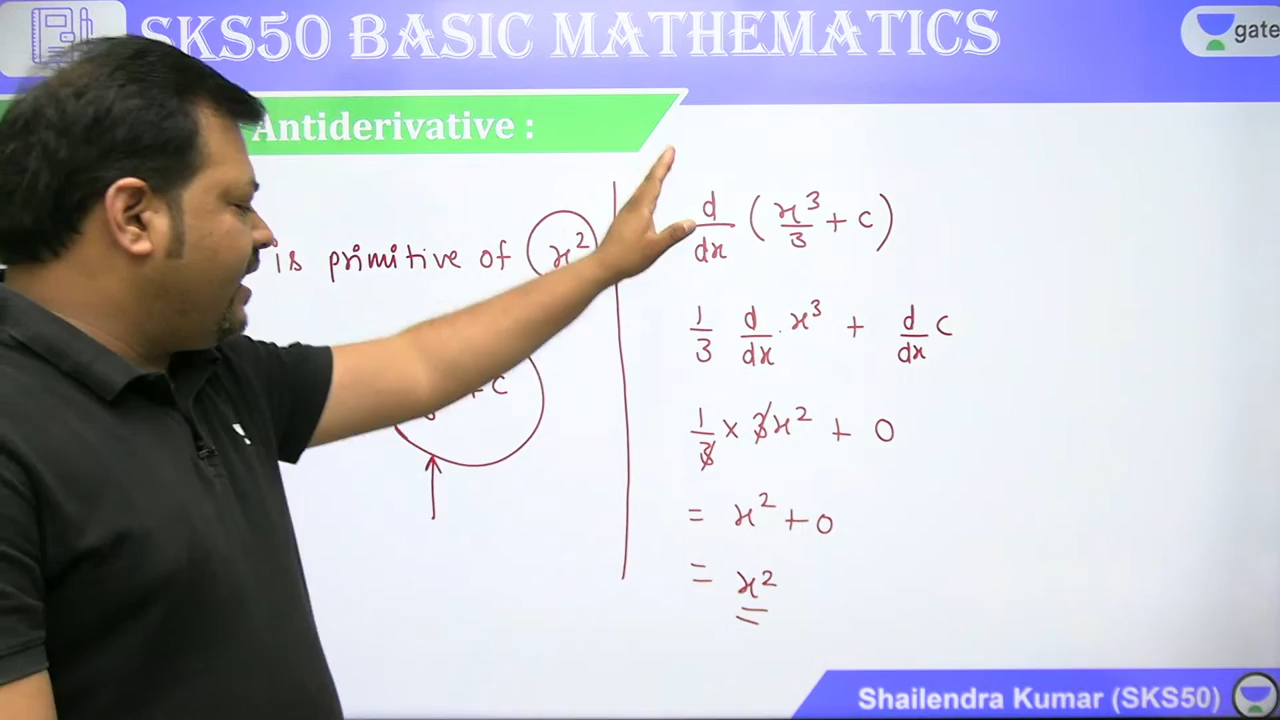 SKS50 BASIC MATHEMATICS
gate
Antiderivative :
is primitive of x²
+ C
d/dx (x³/3 + c)
1/3 d/dx . x³ + d/dx c
1/3 × 3x² + 0
= x² + 0
= x²
Shailendra Kumar (SKS50)